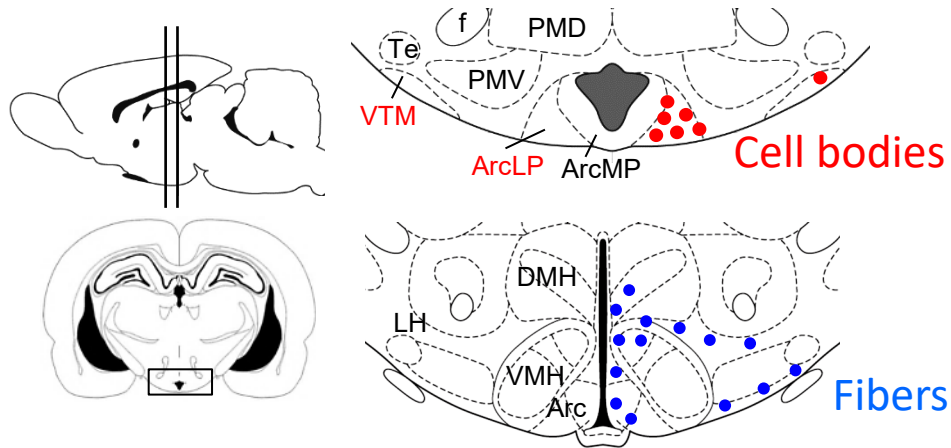 f
PMD
Te
PMV
VTM
ArcLP
ArcMP
Cell bodies
DMH
LH
VMH
Arc
Fibers